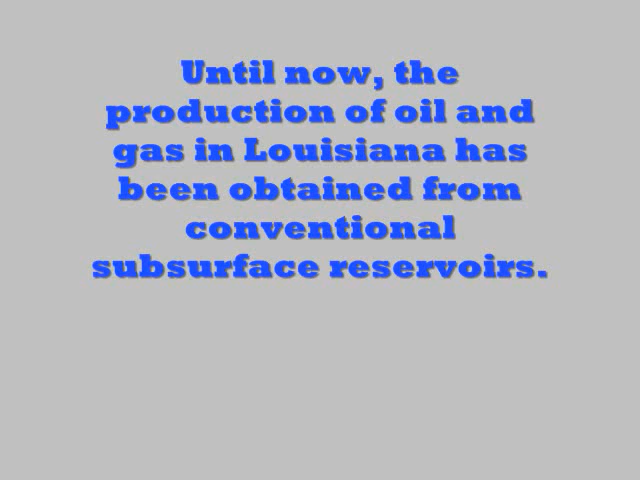 Until now, the
production of oil and
gas in Louisiana has
been obtained from
conventional
subsurface reservoirs.